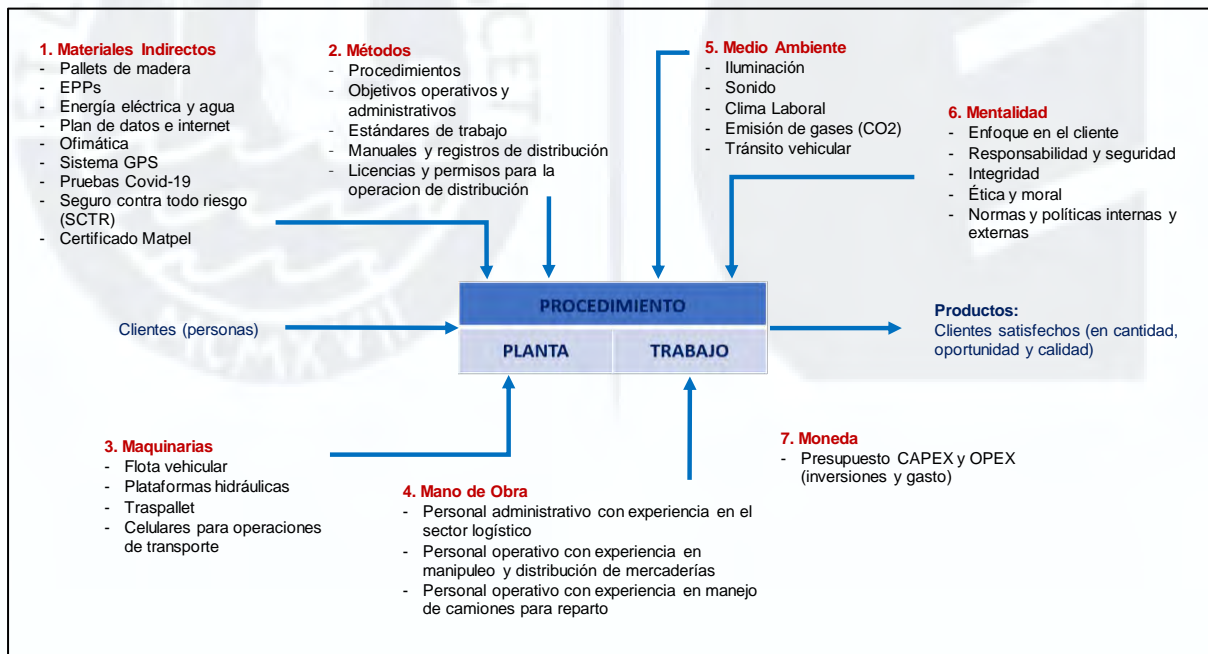 1. Materiales Indirectos
- Pallets de madera
- EPPs
- Energía eléctrica y agua
- Plan de datos e internet
- Ofimática
- Sistema GPS
- Pruebas Covid-19
- Seguro contra todo riesgo
(SCTR)
- Certificado Matpel
2. Métodos
- Procedimientos
- Objetivos operativos y
administrativos
- Estándares de trabajo
- Manuales y registros de distribución
- Licencias y permisos para la
operacion de distribución
5. Medio Ambiente
- Iluminación
- Sonido
- Clima Laboral
- Emisión de gases (CO2)
- Tránsito vehicular
6. Mentalidad
- Enfoque en el cliente
- Responsabilidad y seguridad
- Integridad
- Ética y moral
- Normas y políticas internas y
externas
Clientes (personas)
PROCEDIMIENTO
PLANTA
TRABAJO
Productos:
Clientes satisfechos (en cantidad,
oportunidad y calidad)
3. Maquinarias
- Flota vehicular
- Plataformas hidráulicas
- Traspallet
- Celulares para operaciones
de transporte
4. Mano de Obra
- Personal administrativo con experiencia en el
sector logístico
- Personal operativo con experiencia en
manipuleo y distribución de mercaderías
- Personal operativo con experiencia en manejo
de camiones para reparto
7. Moneda
- Presupuesto CAPEX y OPEX
(inversiones y gasto)